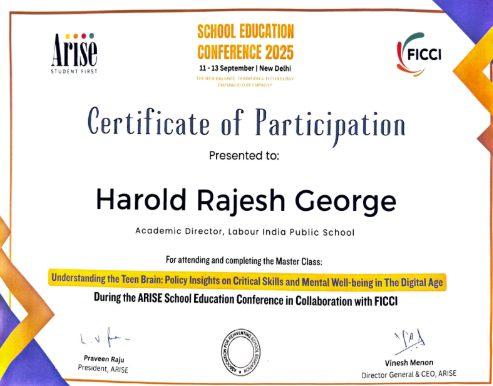 Arise
STUDENT FIRST
SCHOOL EDUCATION
CONFERENCE 2025
11 - 13 September | New Delhi
FICCI
Certificate of Participation
Presented to:
Harold Rajesh George
Academic Director, Labour India Public School
For attending and completing the Master Class:
Understanding the Teen Brain: Policy Insights on Critical Skills and Mental Well-being in The Digital Age
During the ARISE School Education Conference in Collaboration with FICCI
Praveen Raju
President, ARISE
Vinesh Menon
Director General & CEO, ARISE